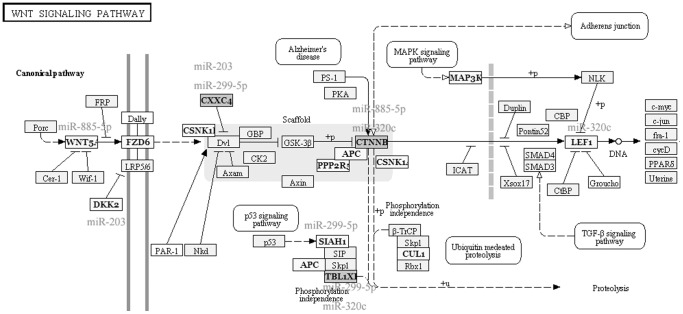 WNT SIGNALING PATHWAY
Adherens junction
miR-203
Alzheimer's
disease
MAPK signaling
pathway
+p
Canonical pathway
miR-299-5p
PS-1
MAP3K
NLK
PKA
FRP
CXXC4
miR-885-5p
Duplin
CBP
+p
c-myc
Dally
Scaffold
c-jun
Porc
miR-885-5p
CSNK1
GBP
+p
miR-320c
Pontin52
miR-320c
fra-1
WNT5
FZD6
Dvl
GSK-3β
CTNNB
LEF1
DNA
cycD
APC
SMAD4
CK2
PPP2R5
CSNK1
ICAT
SMAD3
PPARδ
Cer-1
Wif-1
LRP5/6
Axam
Xsox17
CtBP
Groucho
Uterine
Axin
DKK2
Phosphorylation
independence
miR-203
p53 signaling
pathway
miR-299-5p
+p
β-TrCP
TGF-β signaling
pathway
PAR-1
Nkd
p53
SIAH1
Skp1
Ubiquitin mediated
proteolysis
SIP
CUL1
APC
Skp1
Rbx1
TBL1X
+u
Phosphorylation
independence
miR-299-5p
Proteolysis
miR-320c